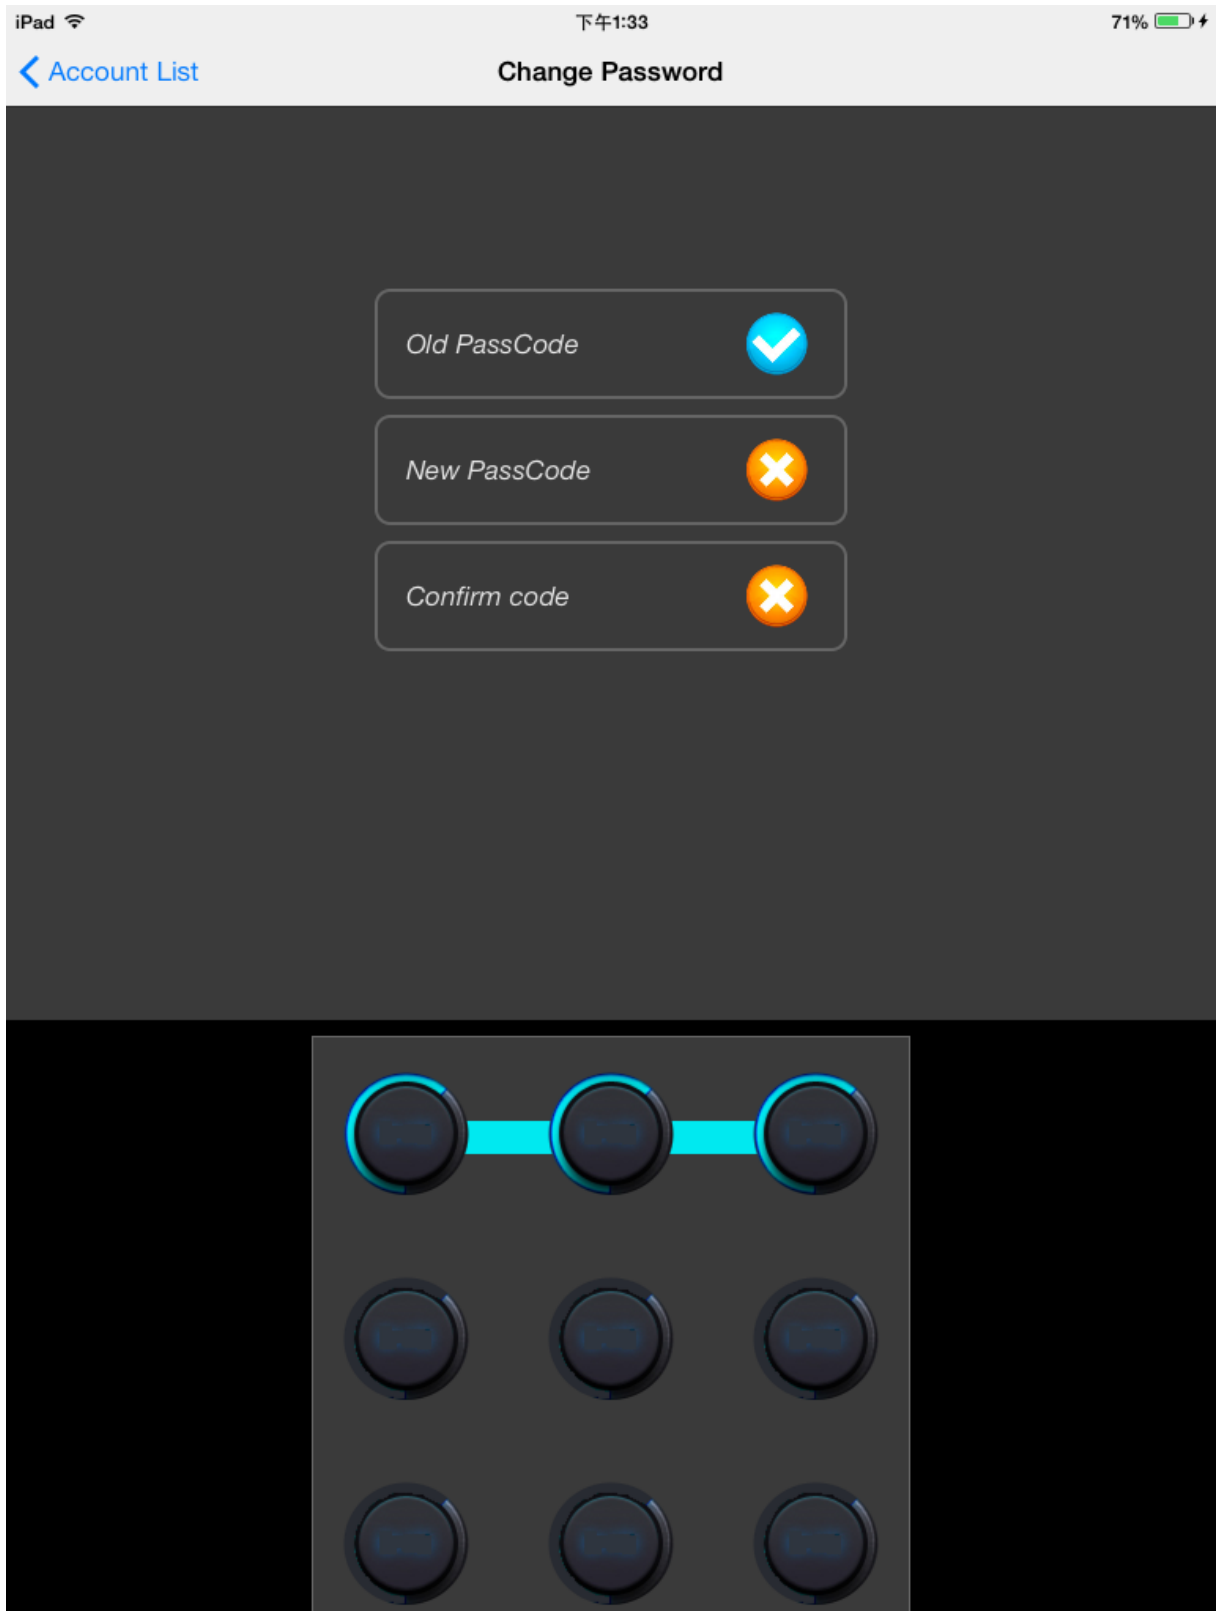 iPad 下午1:33 71%
Account List Change Password
Old PassCode
New PassCode
Confirm code